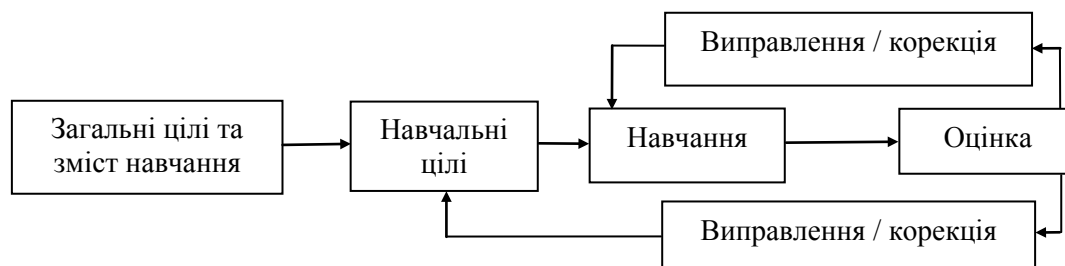 Виправлення / корекція
Загальні цілі та
зміст навчання
Навчальні
цілі
Навчання
Оцінка
Виправлення / корекція